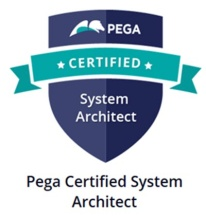 PEGA
CERTIFIED
System
Architect
Pega Certified System
Architect